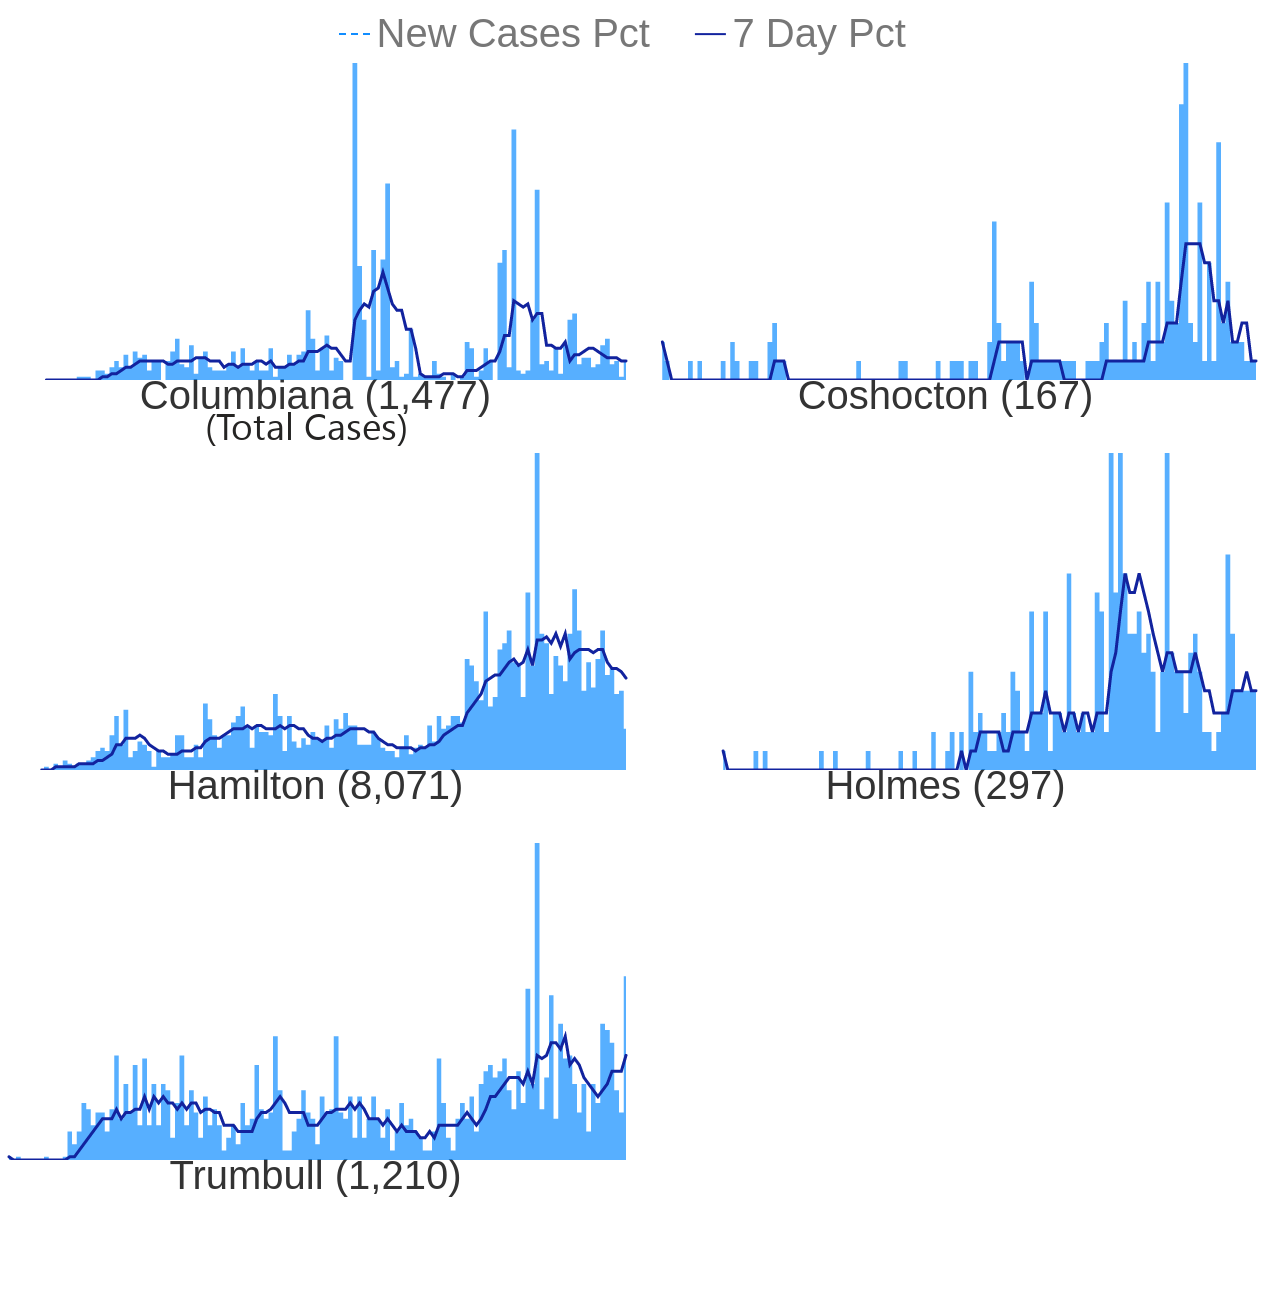 New Cases Pct 7 Day Pct
Columbiana (1,477)
(Total Cases)
Coshocton (167)
Hamilton (8,071)
Holmes (297)
Trumbull (1,210)